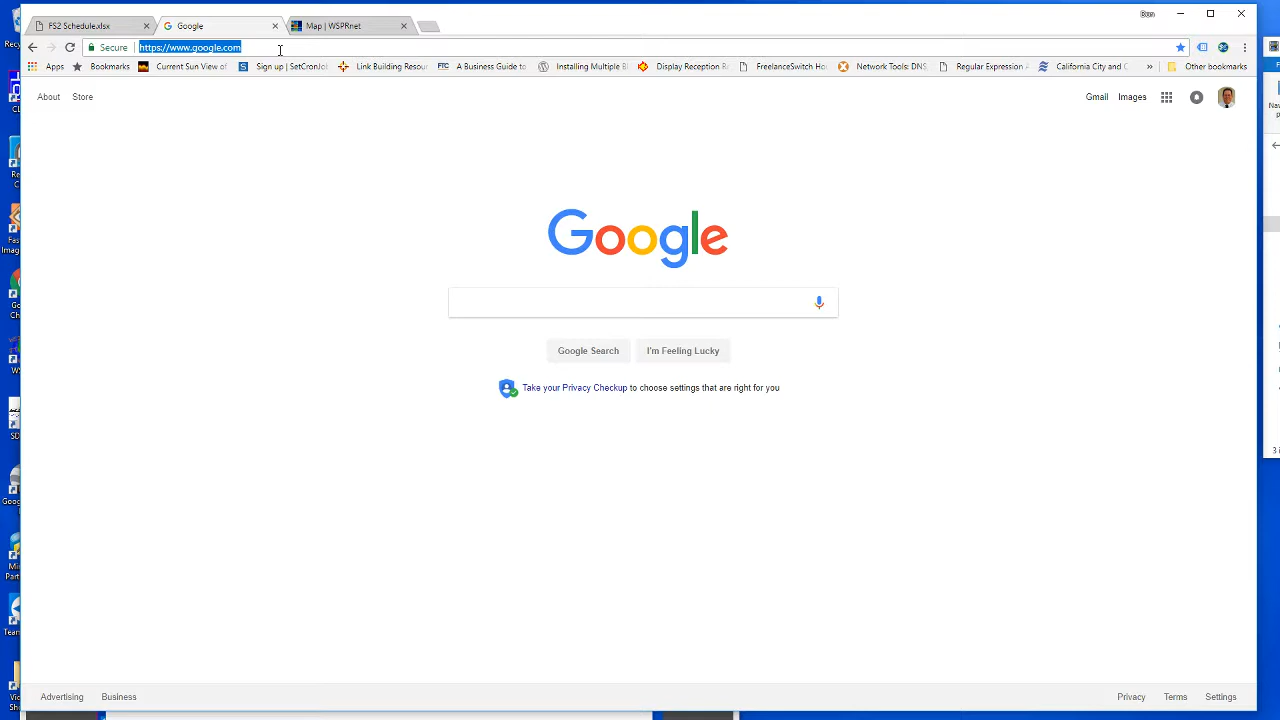 FS2 Schedule.xlsx Google Map | WSPRnet Don
Secure https://www.google.com
Apps Bookmarks Current Sun View of Sign up | SetCronJo Link Building Resour FTC A Business Guide to Installing Multiple B Display Reception Ra FreelanceSwitch Ho Network Tools: DNS, Regular Expression California City and C » Other bookmarks
About Store Gmail Images
Google
Google Search I'm Feeling Lucky
Take your Privacy Checkup to choose settings that are right for you
Advertising Business Privacy Terms Settings